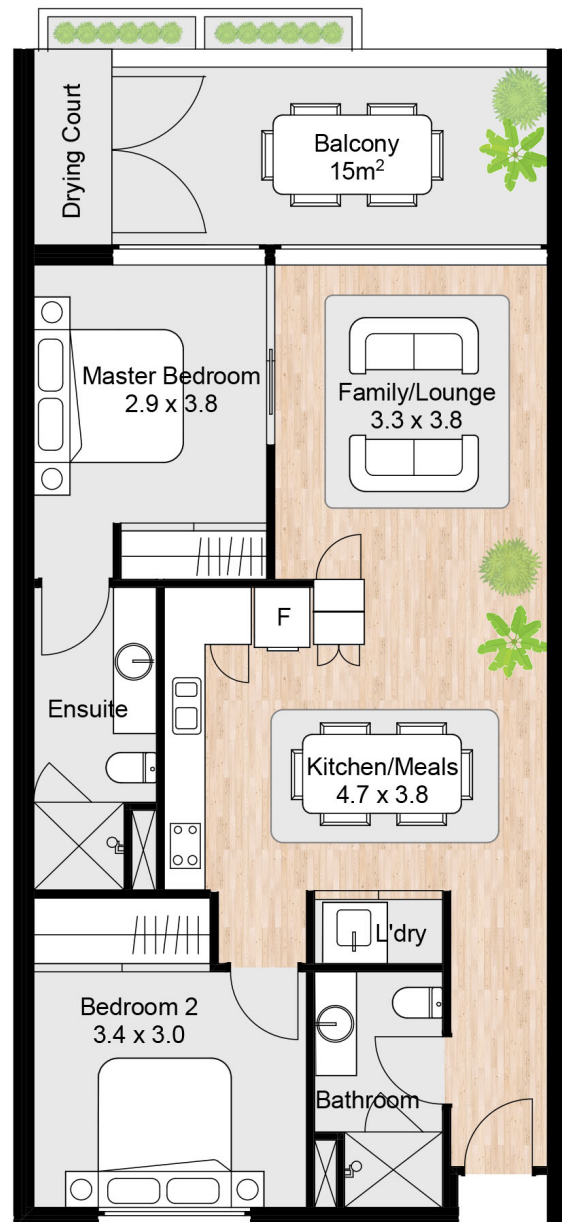 Drying Court
Balcony
15m²
Master Bedroom
2.9 x 3.8
Family/Lounge
3.3 x 3.8
F
Ensuite
Kitchen/Meals
4.7 x 3.8
L'dry
Bedroom 2
3.4 x 3.0
Bathroom